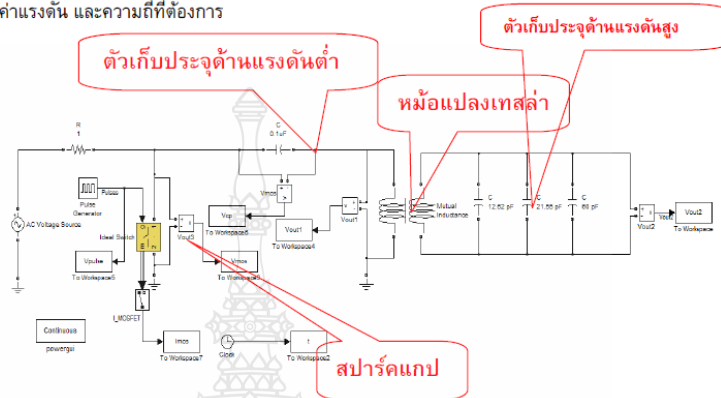 ค่าแรงดัน และความถี่ที่ต้องการ
ตัวเก็บประจุด้านแรงดันสูง
ตัวเก็บประจุด้านแรงดันต่ำ
หม้อแปลงเทสล่า
R
1
C
0.1uF
Pulse
Generator
Pulses
AC Voltage Source
Ideal Switch
Vout3
Vcp
To Workspace8
Vmos
Vout1
To Workspace4
Vout1
Mutual
Inductance
C
12.62 pF
C
21.55 pF
C
Vout2
Vout2
To Workspace
Vpulse
To Workspace5
Vmos
I_MOSFET
Continuous
powergui
Imos
To Workspace7
Clock
t
To Workspace2
สปาร์คแกป